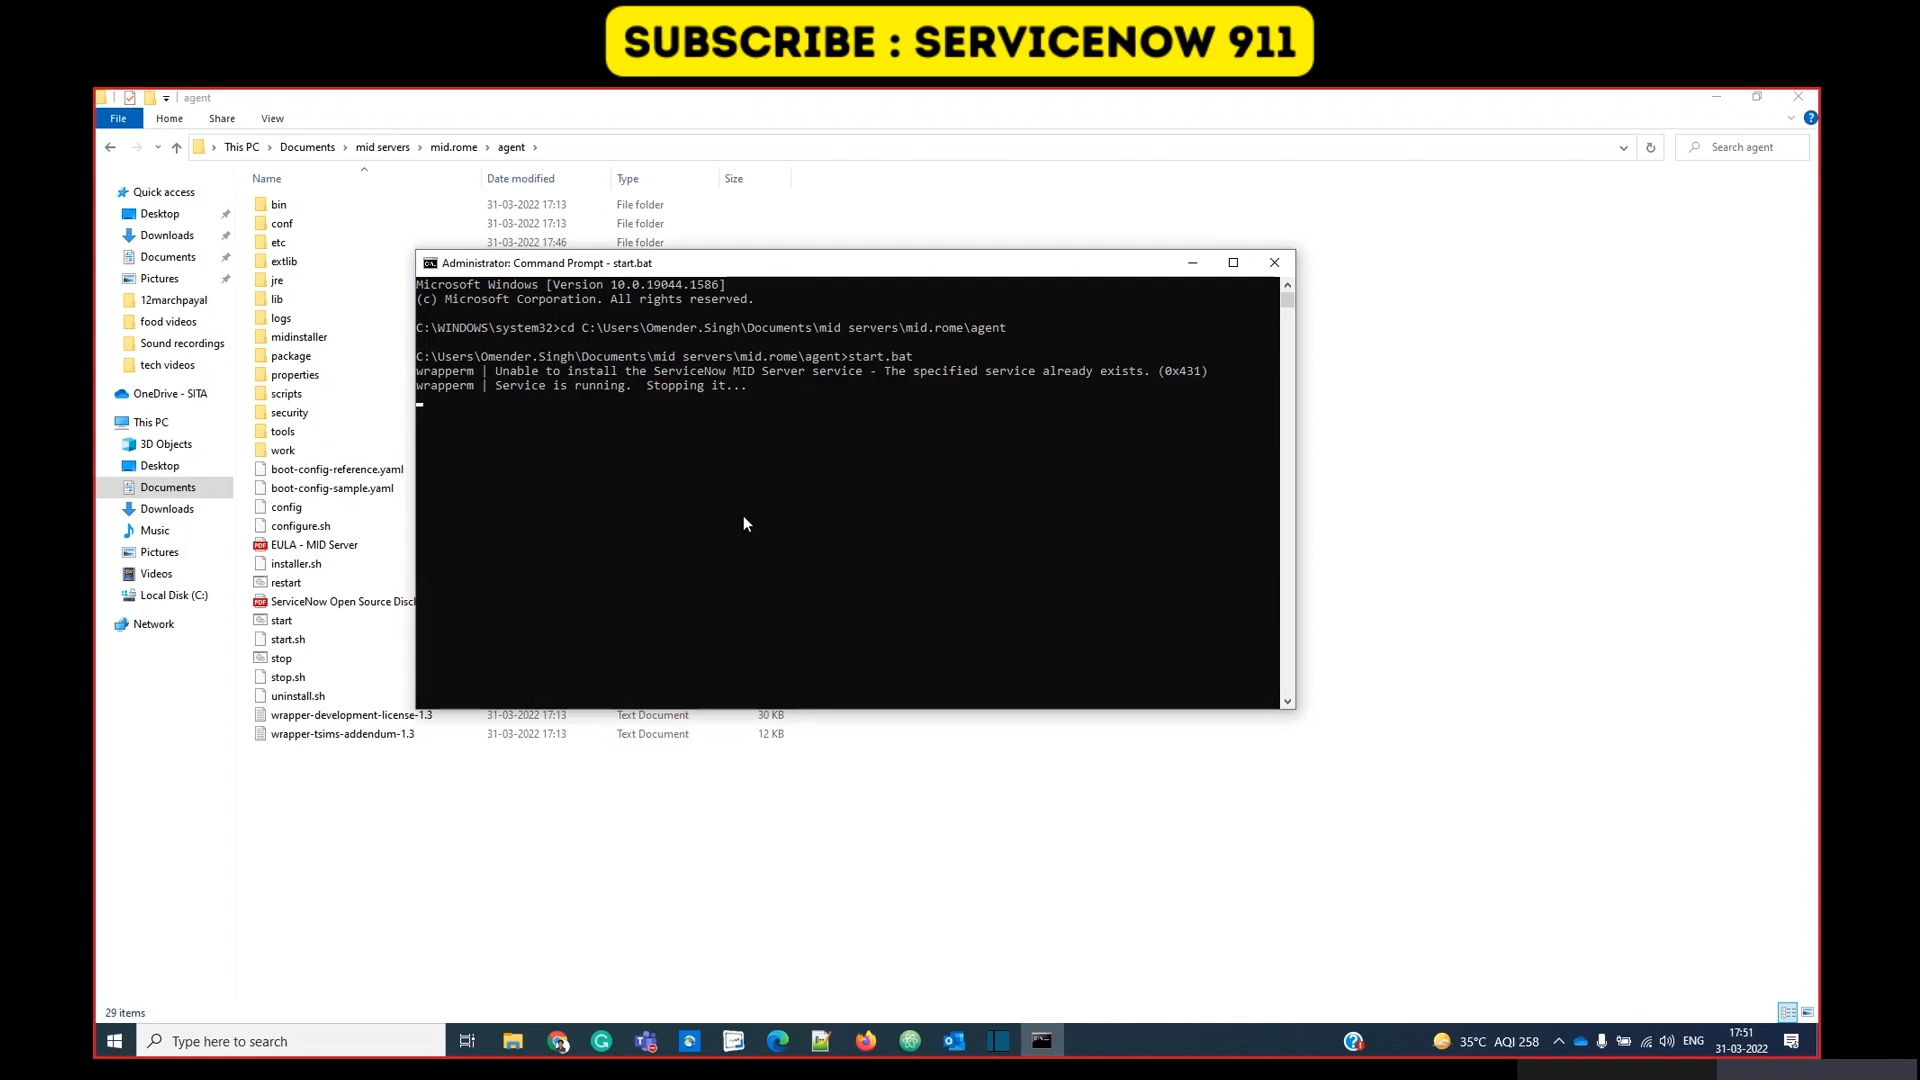 SUBSCRIBE : SERVICENOW 911
agent
File Home Share View
This PC Documents mid servers mid.rome agent
Search agent
Name Date modified Type Size
Quick access
Desktop
Downloads
Documents
Pictures
12marchpayal
food videos
Sound recordings
tech videos
OneDrive - SITA
This PC
3D Objects
Desktop
Documents
Downloads
Music
Pictures
Videos
Local Disk (C:)
Network
bin 31-03-2022 17:13 File folder
conf 31-03-2022 17:13 File folder
etc 31-03-2022 17:46 File folder
extlib
jre
lib
logs
midinstaller
package
properties
scripts
security
tools
work
boot-config-reference.yaml
boot-config-sample.yaml
config
configure.sh
EULA - MID Server
installer.sh
restart
ServiceNow Open Source Discl
start
start.sh
stop
stop.sh
uninstall.sh
wrapper-development-license-1.3 31-03-2022 17:13 Text Document 30 KB
wrapper-tsims-addendum-1.3 31-03-2022 17:13 Text Document 12 KB
Administrator: Command Prompt - start.bat
Microsoft Windows [Version 10.0.19044.1586]
(c) Microsoft Corporation. All rights reserved.
C:\WINDOWS\system32>cd C:\Users\Omender.Singh\Documents\mid servers\mid.rome\agent
C:\Users\Omender.Singh\Documents\mid servers\mid.rome\agent>start.bat
wrapperm | Unable to install the ServiceNow MID Server service - The specified service already exists. (0x431)
wrapperm | Service is running.  Stopping it...
29 items
Type here to search
35°C AQI 258
ENG
17:51
31-03-2022